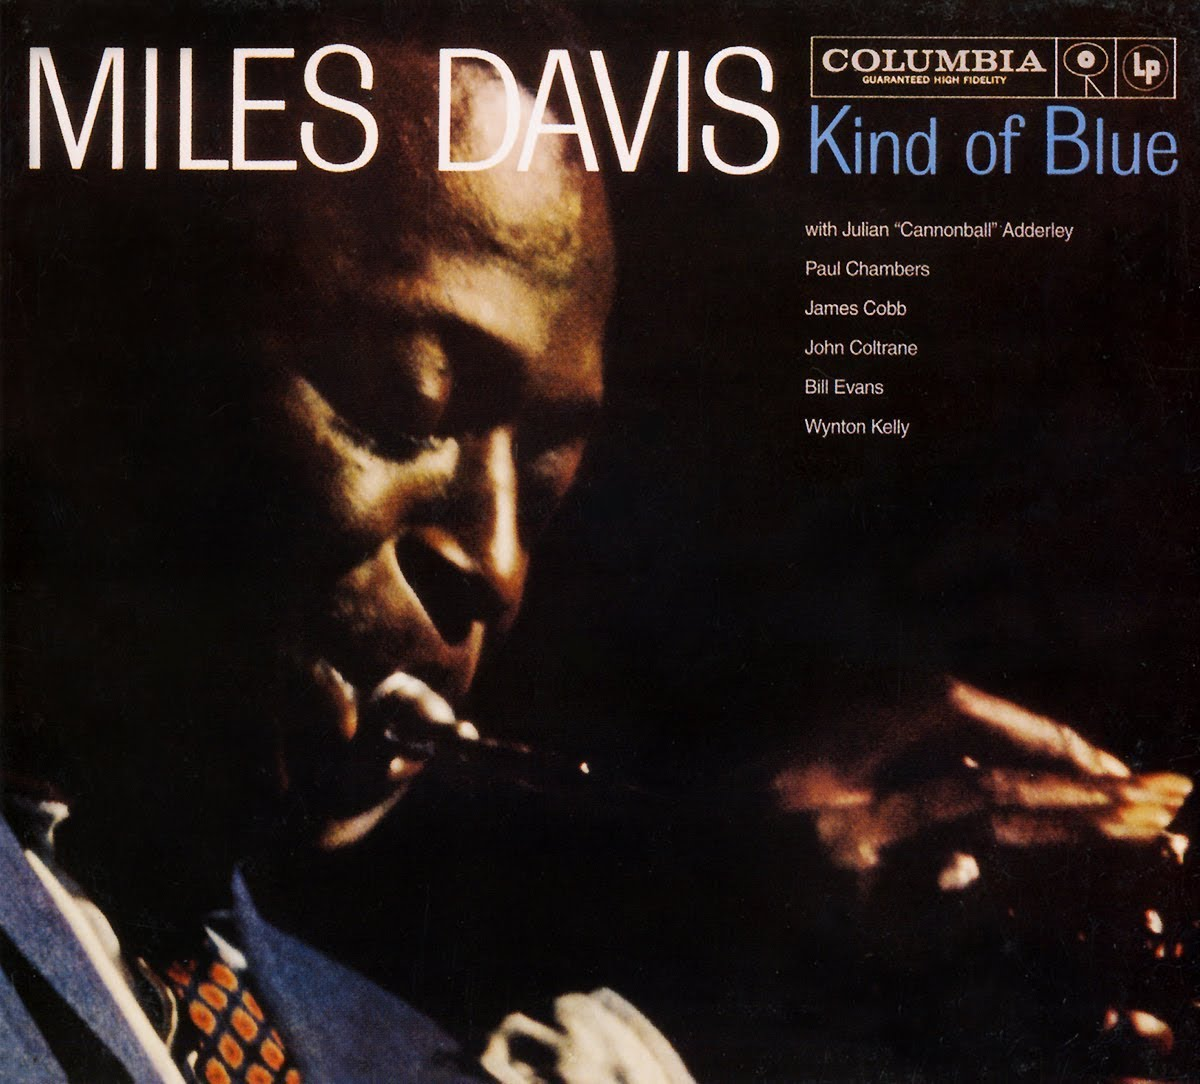 MILES DAVIS
COLUMBIA
GUARANTEED HIGH FIDELITY
Lp
Kind of Blue
with Julian “Cannonball” Adderley
Paul Chambers
James Cobb
John Coltrane
Bill Evans
Wynton Kelly